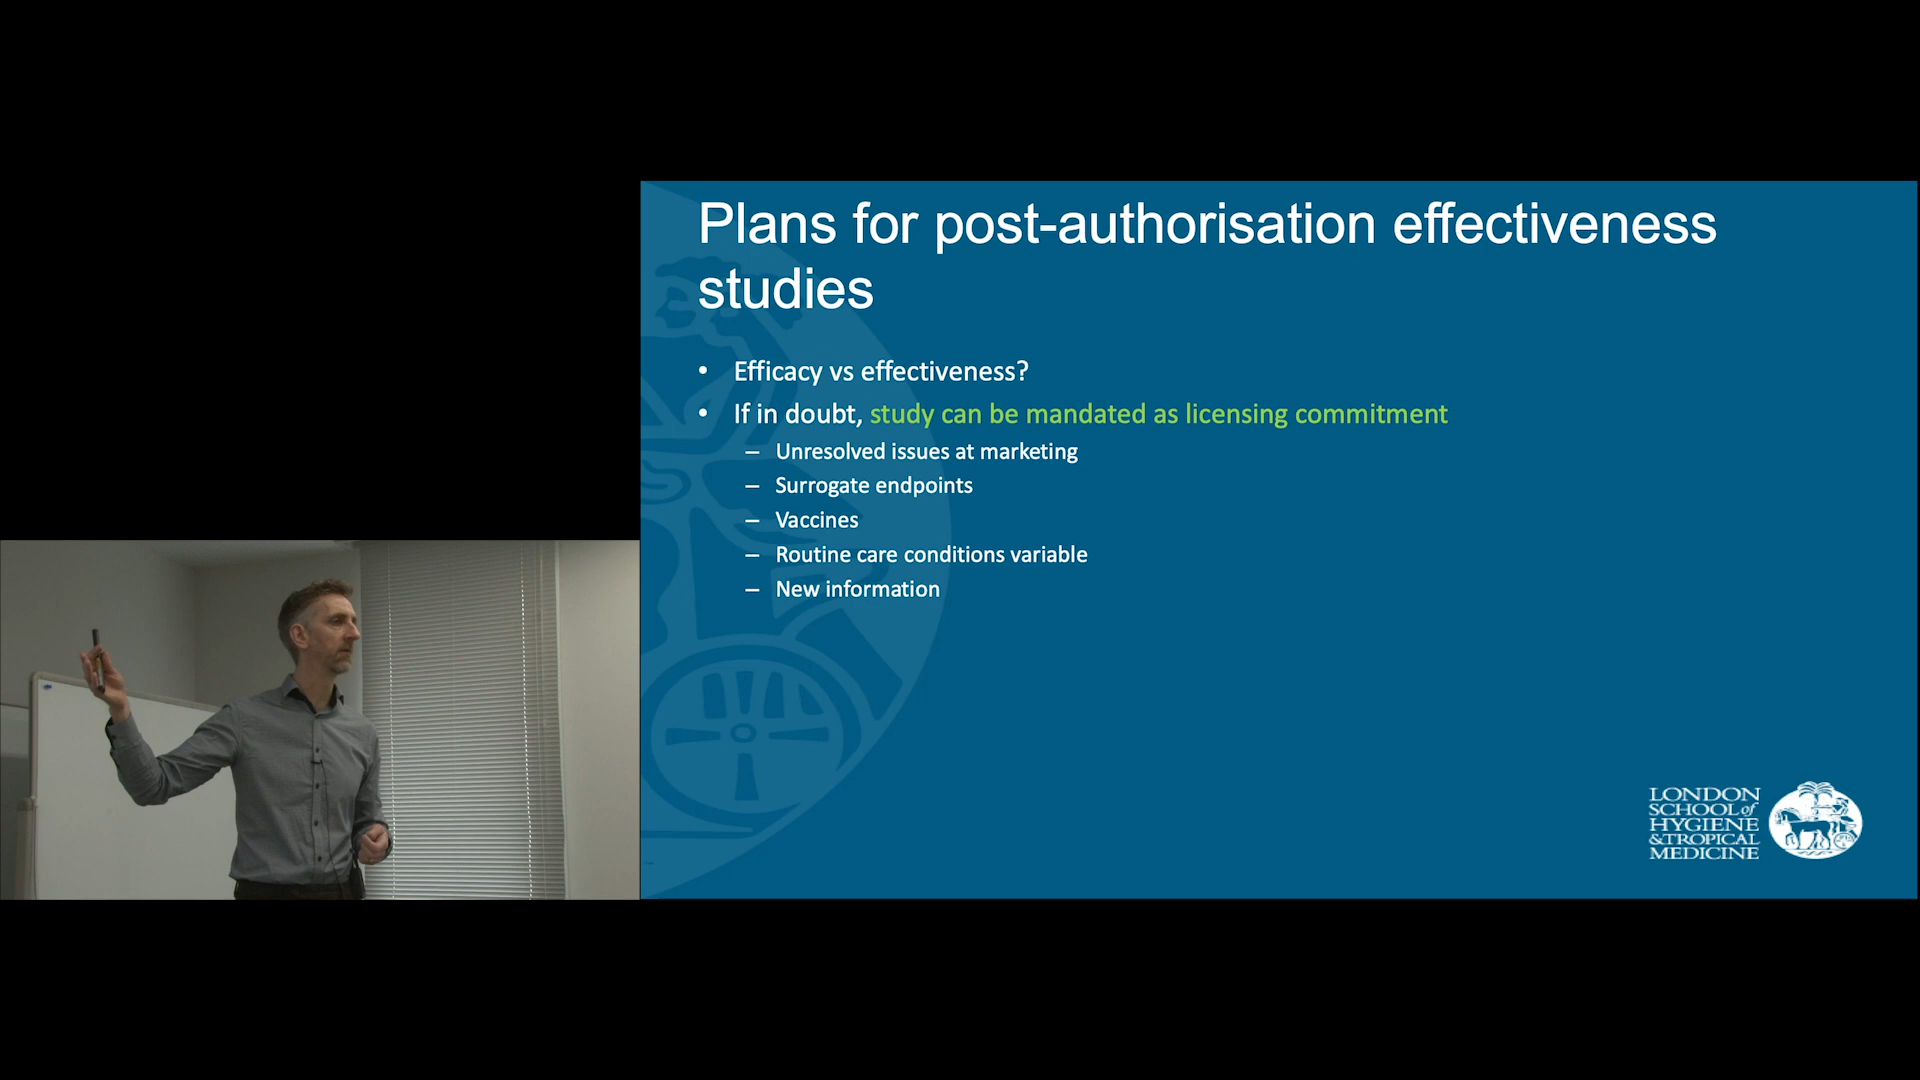 Plans for post-authorisation effectiveness
studies
• Efficacy vs effectiveness?
• If in doubt, study can be mandated as licensing commitment
– Unresolved issues at marketing
– Surrogate endpoints
– Vaccines
– Routine care conditions variable
– New information
LONDON
SCHOOL of
HYGIENE
& TROPICAL
MEDICINE